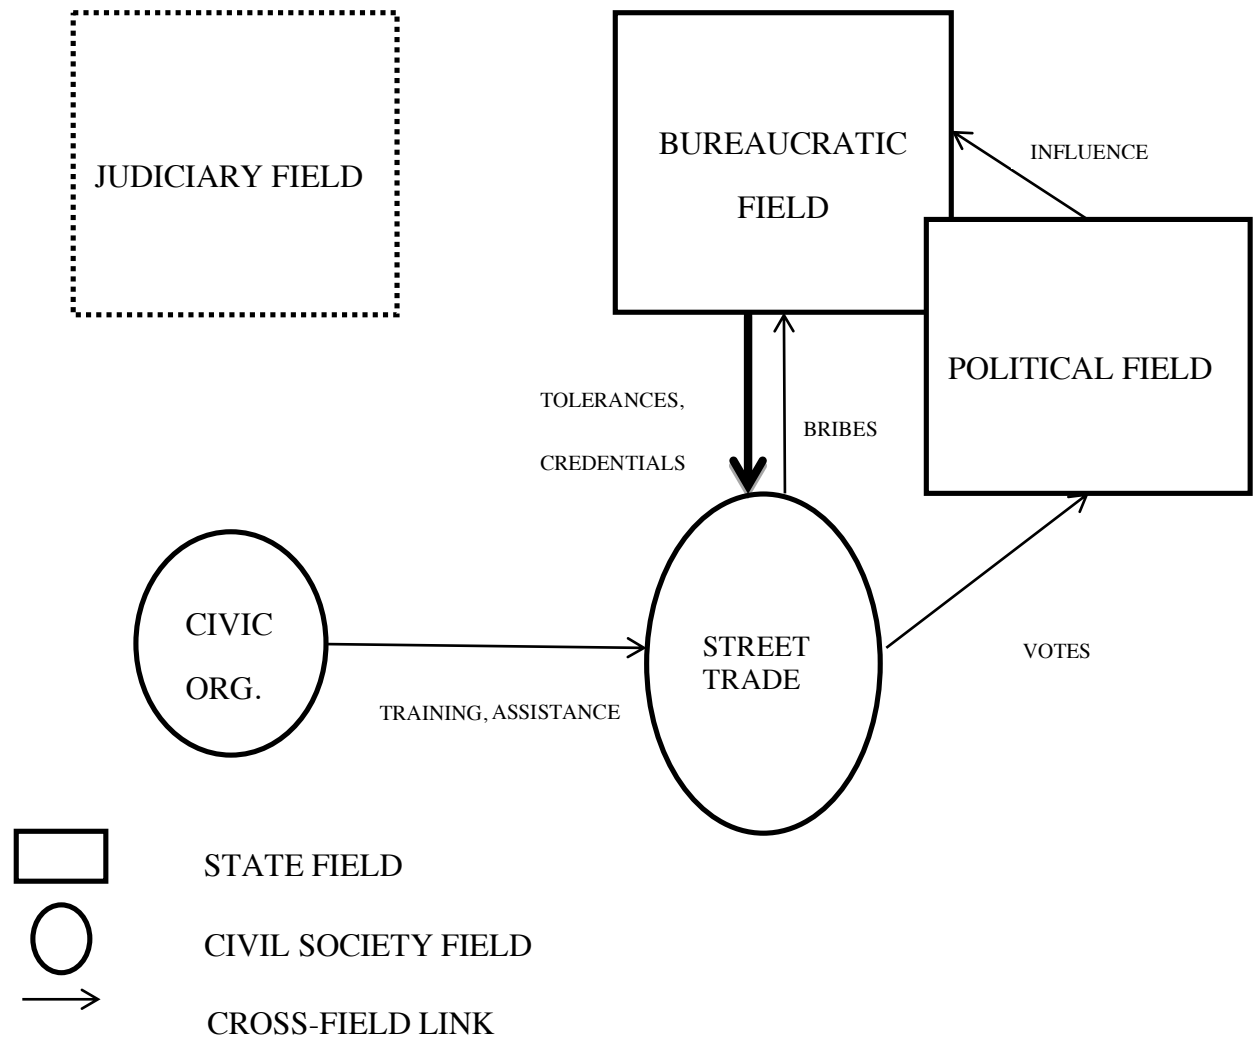 JUDICIARY FIELD
BUREAUCRATIC
FIELD
INFLUENCE
POLITICAL FIELD
TOLERANCES,
CREDENTIALS
BRIBES
CIVIC
ORG.
TRAINING, ASSISTANCE
STREET
TRADE
VOTES
STATE FIELD
CIVIL SOCIETY FIELD
CROSS-FIELD LINK